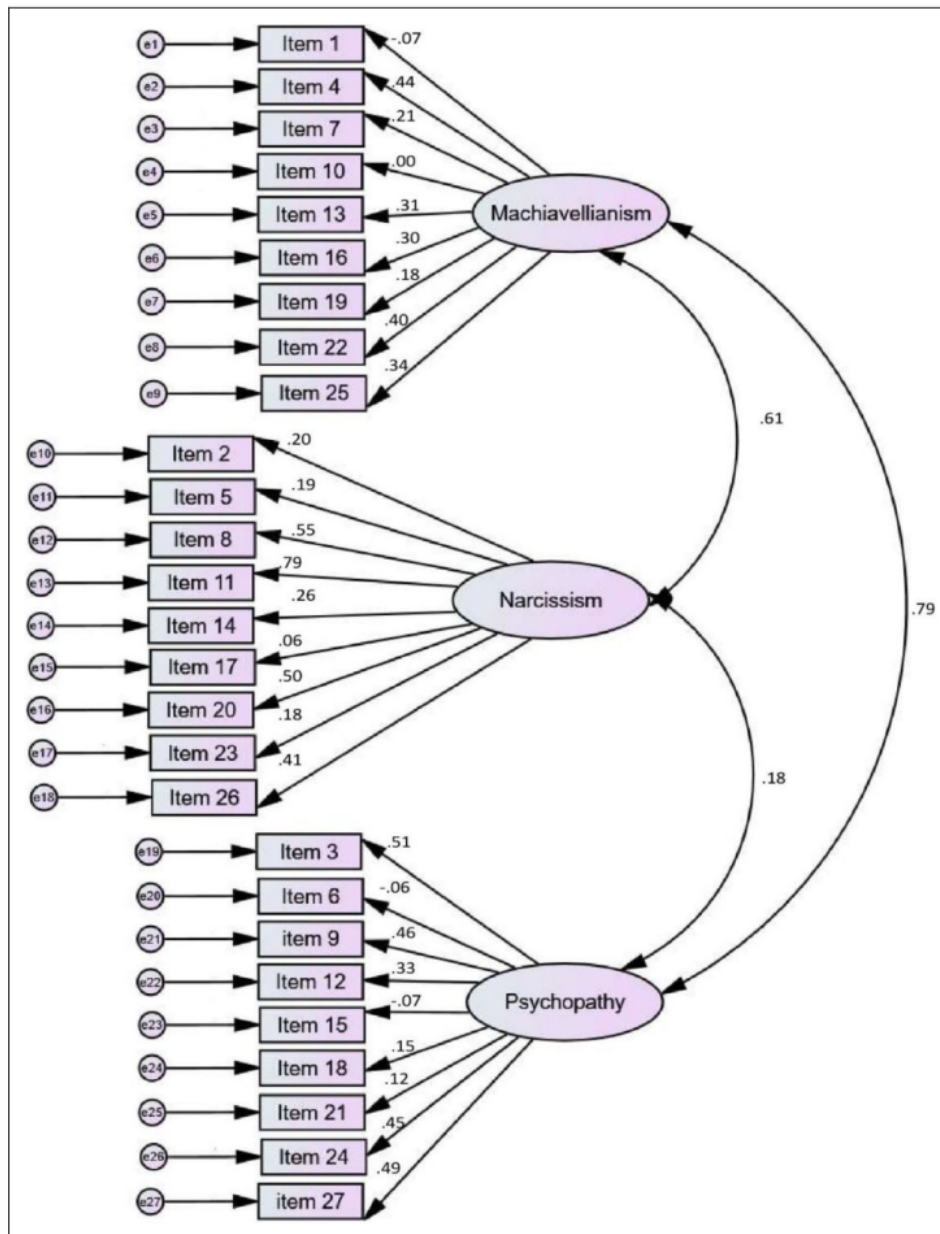 e1 Item 1 -.07
e2 Item 4 .44
e3 Item 7 .21
e4 Item 10 .00
e5 Item 13 .31
e6 Item 16 .30
e7 Item 19 .18
e8 Item 22 .40
e9 Item 25 .34
Machiavellianism
.61
e10 Item 2 .20
e11 Item 5 .19
e12 Item 8 .55
e13 Item 11 .79
e14 Item 14 .26
e15 Item 17 .06
e16 Item 20 .50
e17 Item 23 .18
e18 Item 26 .41
Narcissism
.79
.18
e19 Item 3 .51
e20 Item 6 -.06
e21 item 9 .46
e22 Item 12 .33
e23 Item 15 -.07
e24 Item 18 .15
e25 Item 21 .12
e26 Item 24 .45
e27 item 27 .49
Psychopathy